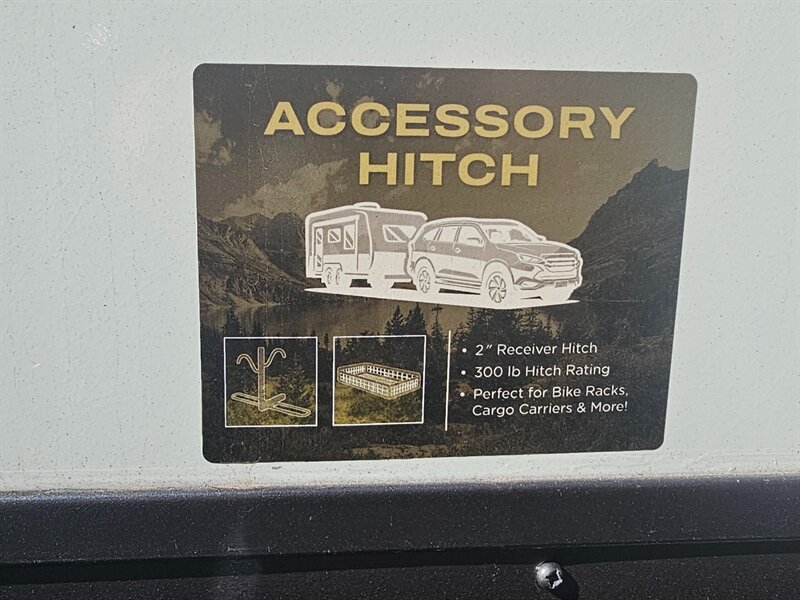 ACCESSORY
HITCH
• 2" Receiver Hitch
• 300 lb Hitch Rating
• Perfect for Bike Racks,
Cargo Carriers & More!